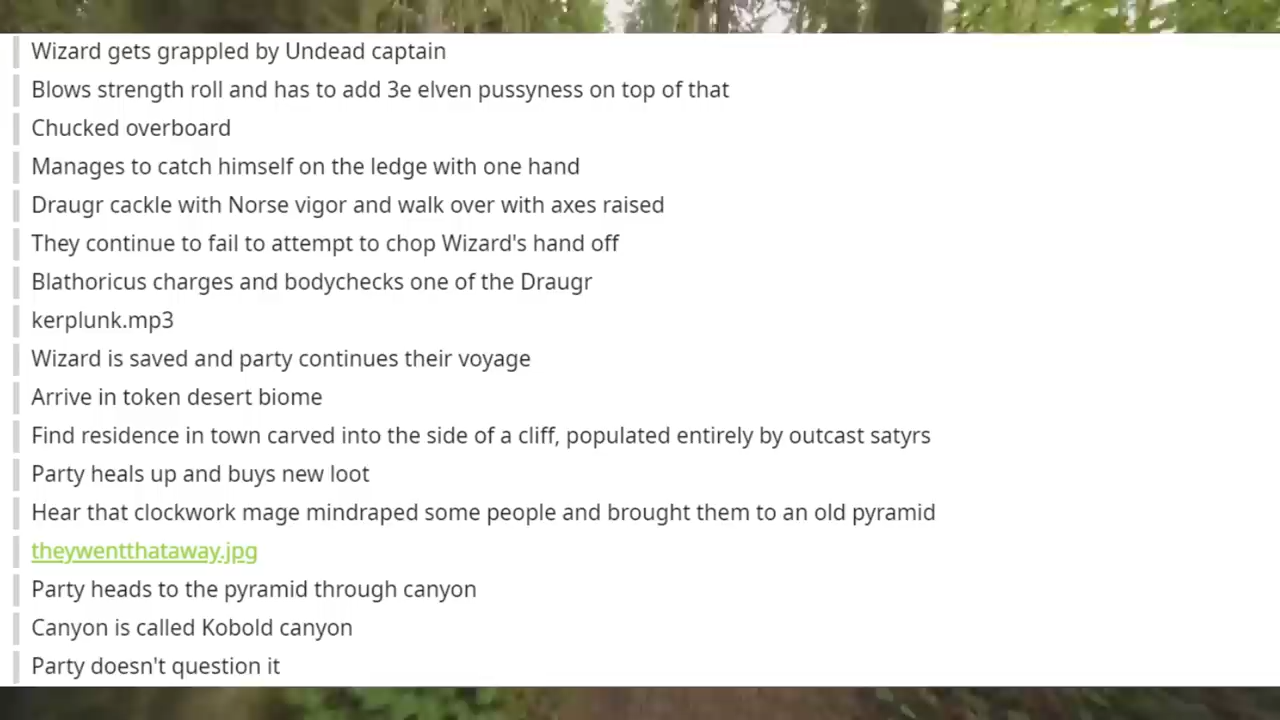 Wizard gets grappled by Undead captain
Blows strength roll and has to add 3e elven pussyness on top of that
Chucked overboard
Manages to catch himself on the ledge with one hand
Draugr cackle with Norse vigor and walk over with axes raised
They continue to fail to attempt to chop Wizard's hand off
Blathoricus charges and bodychecks one of the Draugr
kerplunk.mp3
Wizard is saved and party continues their voyage
Arrive in token desert biome
Find residence in town carved into the side of a cliff, populated entirely by outcast satyrs
Party heals up and buys new loot
Hear that clockwork mage mindraped some people and brought them to an old pyramid
theywentthataway.jpg
Party heads to the pyramid through canyon
Canyon is called Kobold canyon
Party doesn't question it